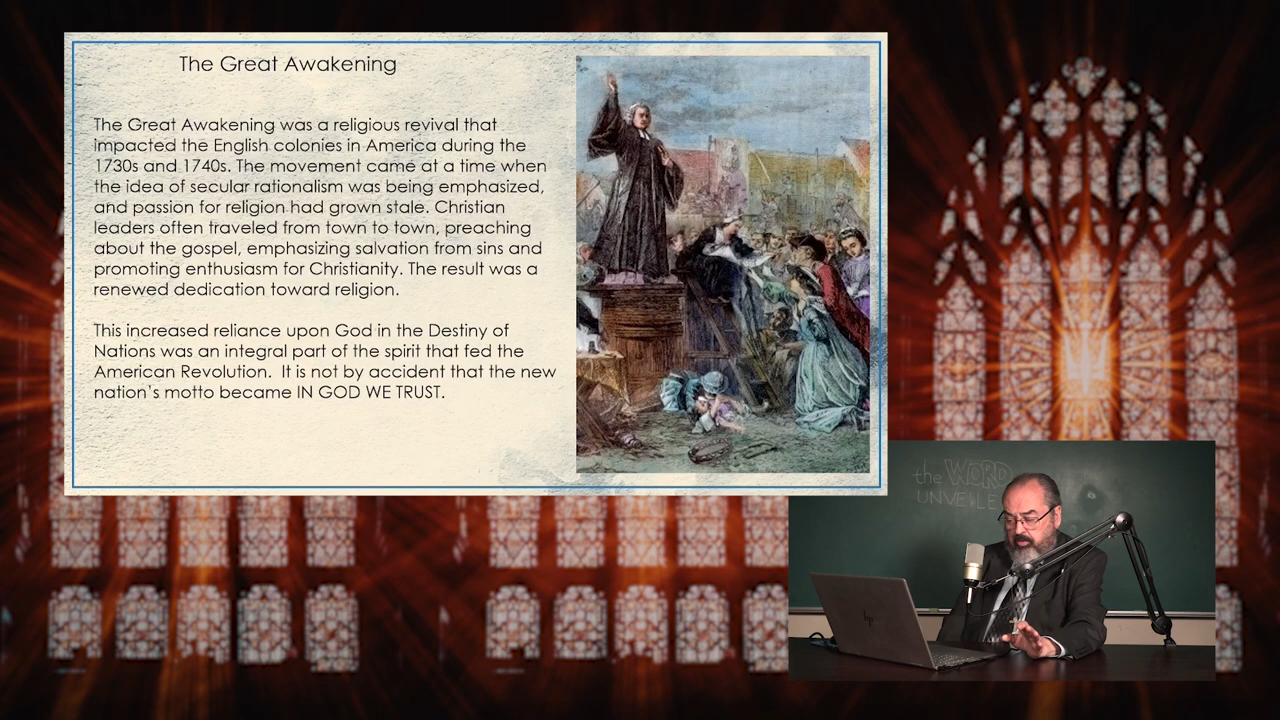 The Great Awakening
The Great Awakening was a religious revival that
impacted the English colonies in America during the
1730s and 1740s. The movement came at a time when
the idea of secular rationalism was being emphasized,
and passion for religion had grown stale. Christian
leaders often traveled from town to town, preaching
about the gospel, emphasizing salvation from sins and
promoting enthusiasm for Christianity. The result was a
renewed dedication toward religion.
This increased reliance upon God in the Destiny of
Nations was an integral part of the spirit that fed the
American Revolution.  It is not by accident that the new
nation's motto became IN GOD WE TRUST.
the WORD
UNVEILE
hp